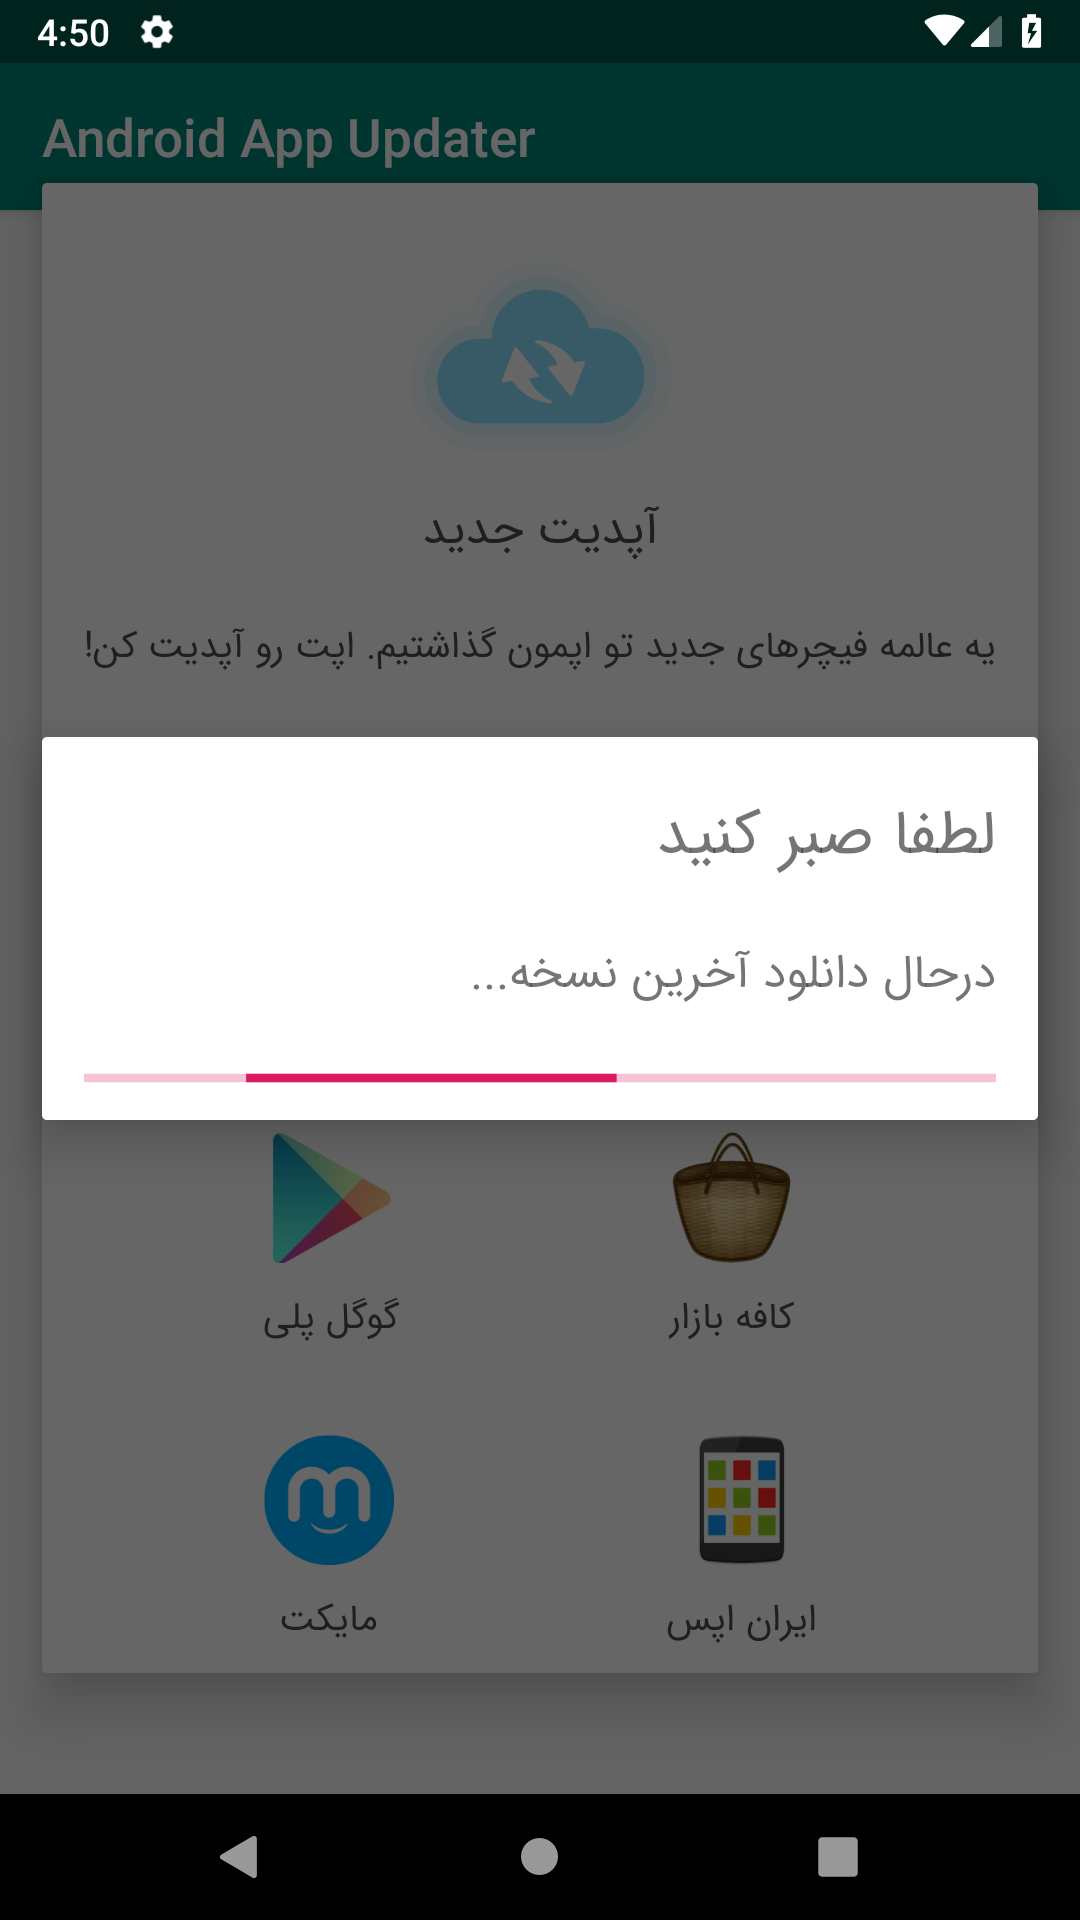 4:50
Android App Updater
آپدیت جدید
یه عالمه فیچرهای جدید تو اپمون گذاشتیم. اپت رو آپدیت کن!
لطفا صبر کنید
درحال دانلود آخرین نسخه...
کافه بازار
گوگل پلی
ایران اپس
مایکت